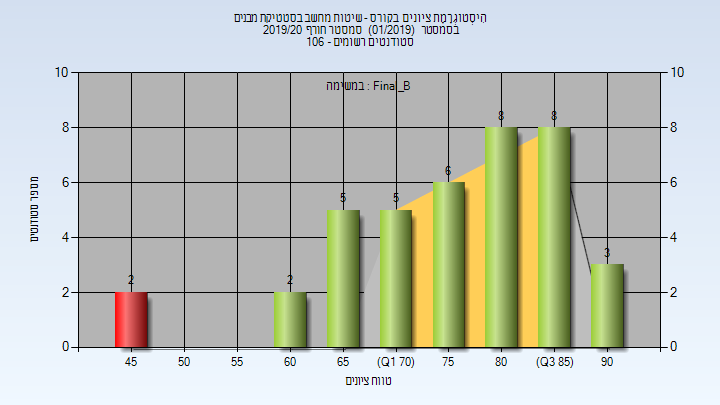 היסטוגרמת ציונים בקורס - שיטות מחשב בסטטיקת מבנים
בסמסטר (01/2019) סמסטר חורף 2019/20
סטודנטים רשומים - 106
במשימה : Final_B
10 10
8 8 8 8
6 6 6
5 5
4 4
3
2 2 2 2
0 0
45 50 55 60 65 (Q1 70) 75 80 (Q3 85) 90
מספר סטודנטים
טווח ציונים